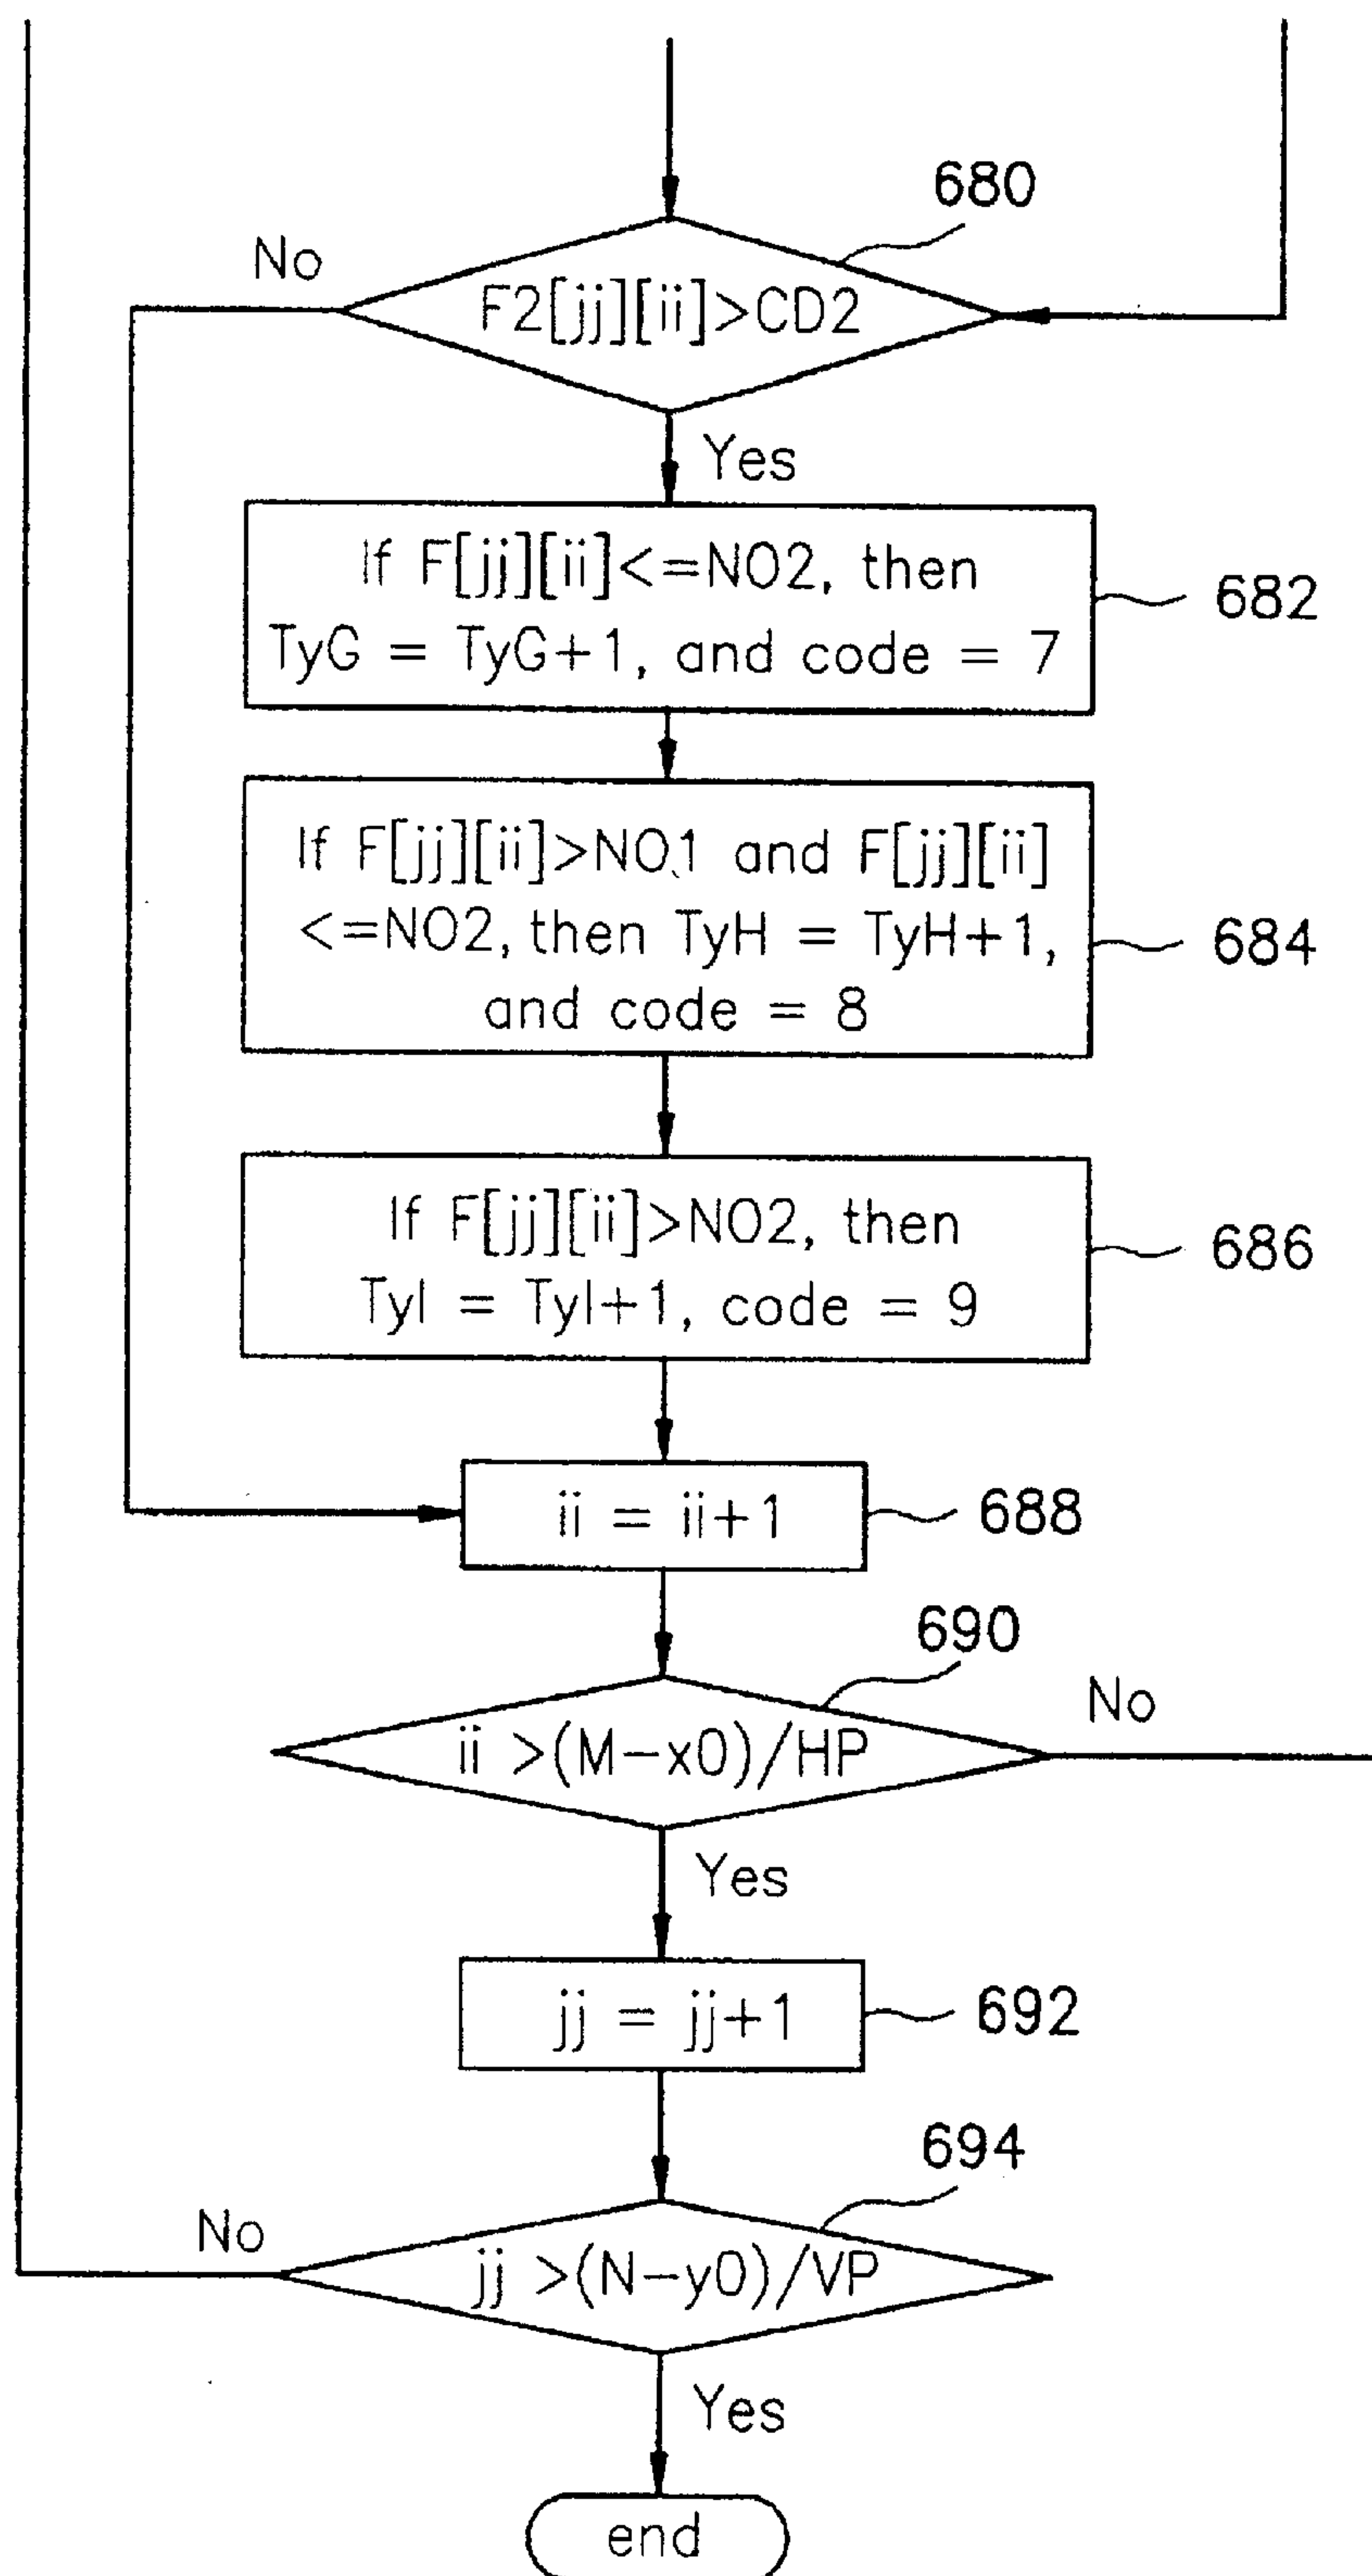 680
No
F2[jj][ii]>CD2
Yes
If F[jj][ii]<=NO2, then
TyG = TyG+1, and code = 7
682
If F[jj][ii]>NO1 and F[jj][ii]
<=NO2, then TyH = TyH+1,
and code = 8
684
If F[jj][ii]>NO2, then
TyI = TyI+1, code = 9
686
ii = ii+1
688
690
No
ii >(M-x0)/HP
Yes
jj = jj+1
692
694
No
jj >(N-y0)/VP
Yes
end